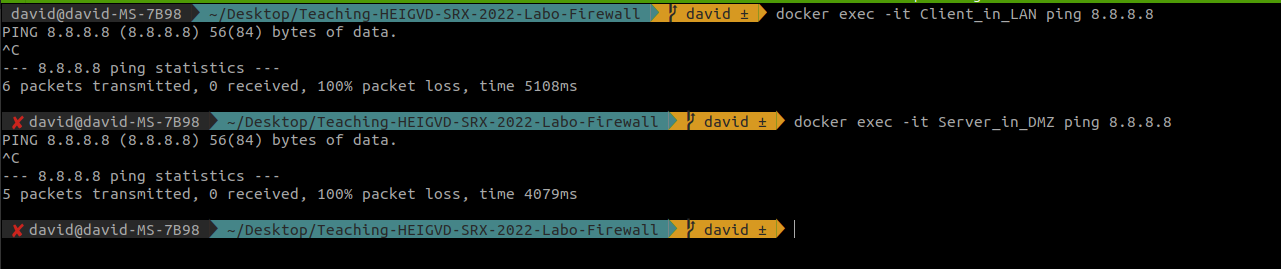 david@david-MS-7B98 ~/Desktop/Teaching-HEIGVD-SRX-2022-Labo-Firewall david ± docker exec -it Client_in_LAN ping 8.8.8.8
PING 8.8.8.8 (8.8.8.8) 56(84) bytes of data.
^C
--- 8.8.8.8 ping statistics ---
6 packets transmitted, 0 received, 100% packet loss, time 5108ms
✘ david@david-MS-7B98 ~/Desktop/Teaching-HEIGVD-SRX-2022-Labo-Firewall david ± docker exec -it Server_in_DMZ ping 8.8.8.8
PING 8.8.8.8 (8.8.8.8) 56(84) bytes of data.
^C
--- 8.8.8.8 ping statistics ---
5 packets transmitted, 0 received, 100% packet loss, time 4079ms
✘ david@david-MS-7B98 ~/Desktop/Teaching-HEIGVD-SRX-2022-Labo-Firewall david ±